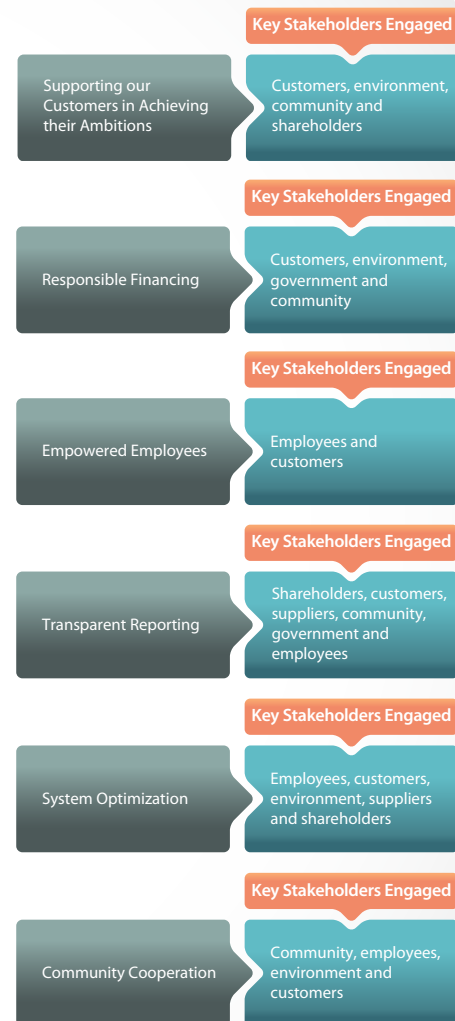 Key Stakeholders Engaged
Supporting our
Customers in Achieving
their Ambitions
Customers, environment,
community and
shareholders
Key Stakeholders Engaged
Responsible Financing
Customers, environment,
government and
community
Key Stakeholders Engaged
Empowered Employees
Employees and
customers
Key Stakeholders Engaged
Transparent Reporting
Shareholders, customers,
suppliers, community,
government and
employees
Key Stakeholders Engaged
System Optimization
Employees, customers,
environment, suppliers
and shareholders
Key Stakeholders Engaged
Community Cooperation
Community, employees,
environment and
customers